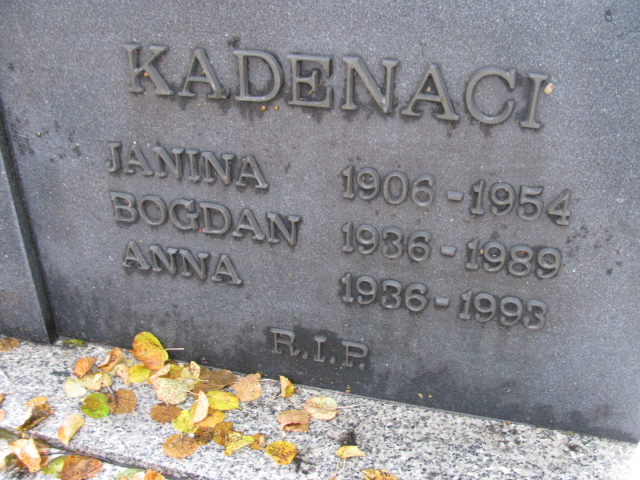 KADENACI
JANINA 1906-1954
BOGDAN 1936-1989
ANNA 1936-1993
R.I.P.